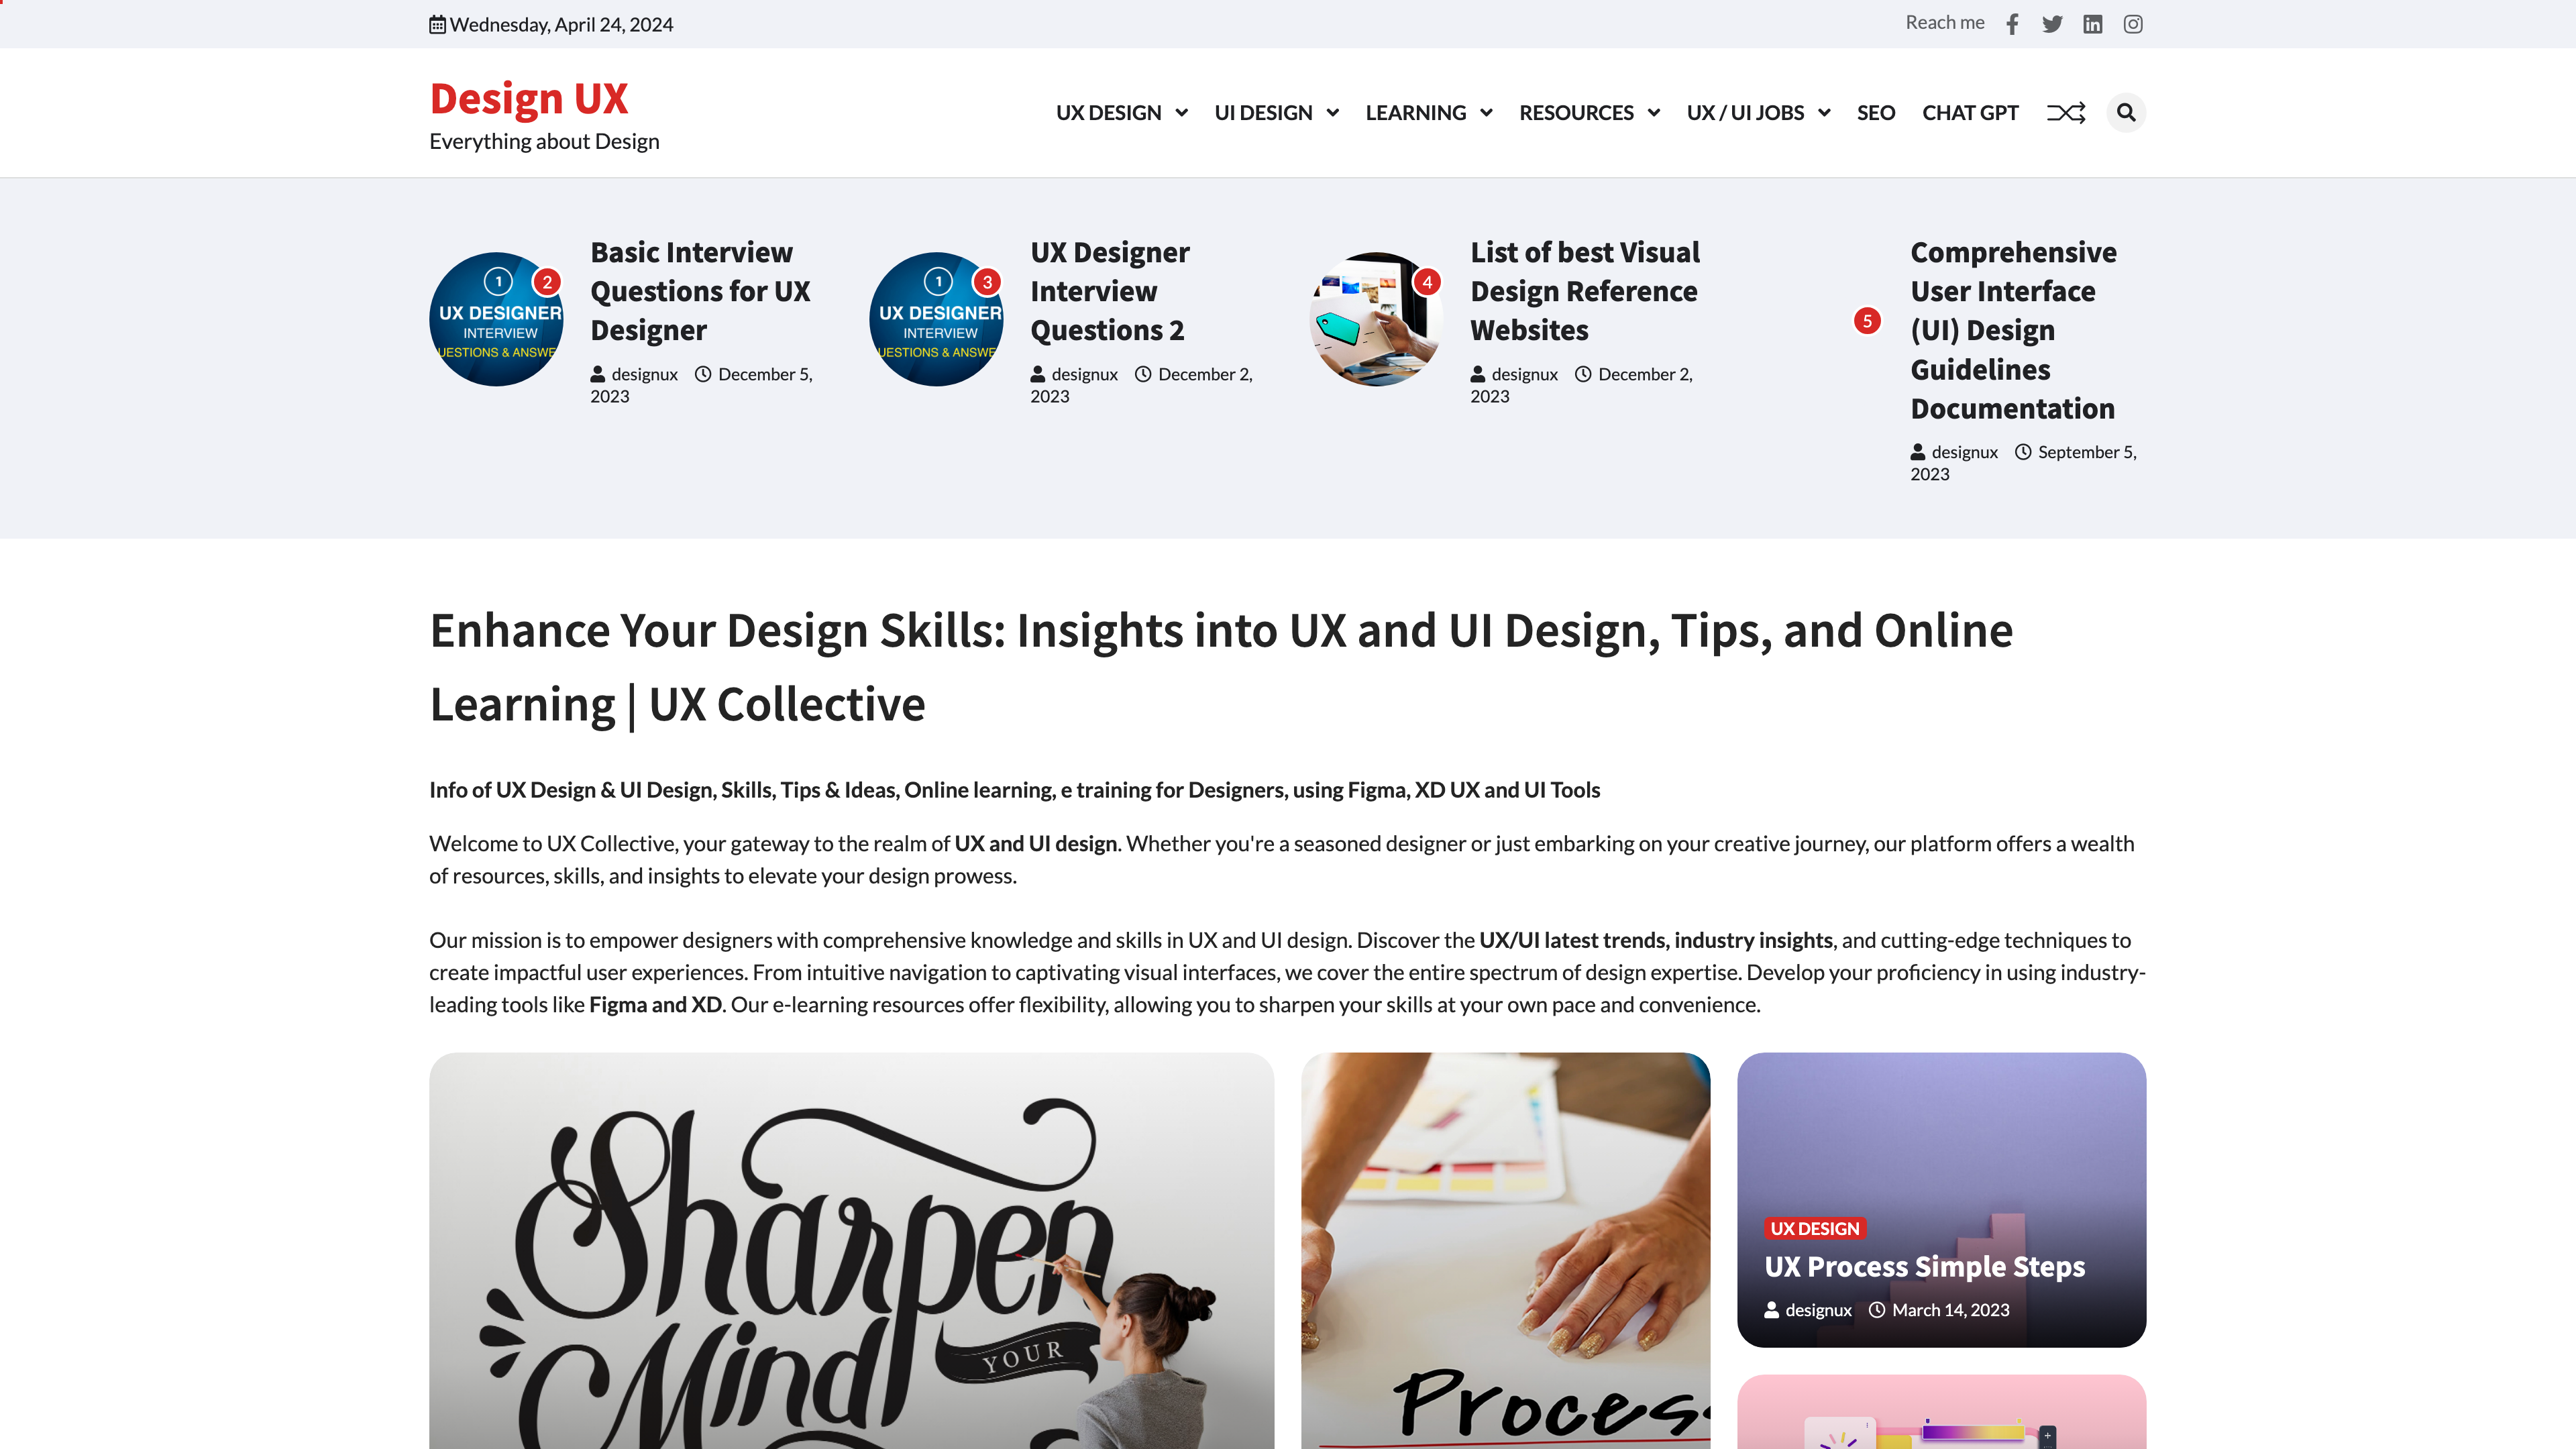 Wednesday, April 24, 2024
Reach me
Design UX
Everything about Design
UX DESIGN
UI DESIGN
LEARNING
RESOURCES
UX / UI JOBS
SEO
CHAT GPT
1
2
UX DESIGNER
INTERVIEW
UESTIONS & ANSWE
Basic Interview
Questions for UX
Designer
designux December 5,
2023
1
3
UX DESIGNER
INTERVIEW
UESTIONS & ANSWE
UX Designer
Interview
Questions 2
designux December 2,
2023
4
List of best Visual
Design Reference
Websites
designux December 2,
2023
5
Comprehensive
User Interface
(UI) Design
Guidelines
Documentation
designux September 5,
2023
Enhance Your Design Skills: Insights into UX and UI Design, Tips, and Online
Learning | UX Collective
Info of UX Design & UI Design, Skills, Tips & Ideas, Online learning, e training for Designers, using Figma, XD UX and UI Tools
Welcome to UX Collective, your gateway to the realm of UX and UI design. Whether you're a seasoned designer or just embarking on your creative journey, our platform offers a wealth
of resources, skills, and insights to elevate your design prowess.
Our mission is to empower designers with comprehensive knowledge and skills in UX and UI design. Discover the UX/UI latest trends, industry insights, and cutting-edge techniques to
create impactful user experiences. From intuitive navigation to captivating visual interfaces, we cover the entire spectrum of design expertise. Develop your proficiency in using industry-
leading tools like Figma and XD. Our e-learning resources offer flexibility, allowing you to sharpen your skills at your own pace and convenience.
Sharpen
YOUR
Mind
Process
UX DESIGN
UX Process Simple Steps
designux March 14, 2023